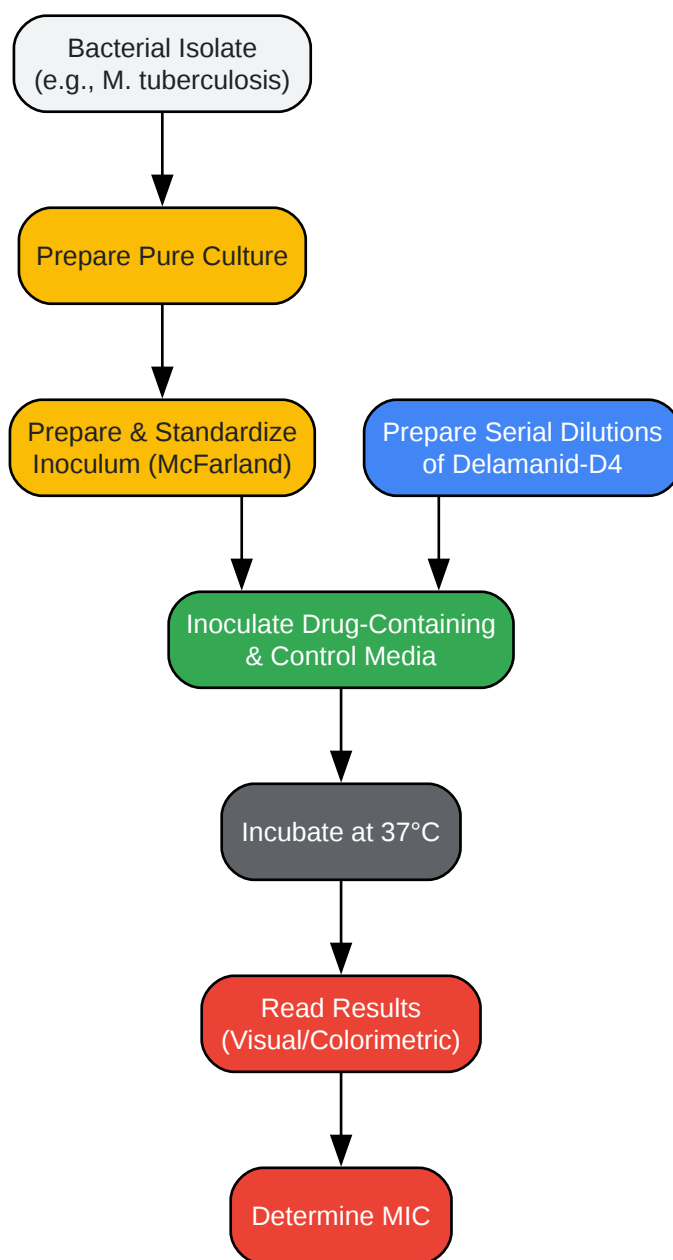 Bacterial Isolate
(e.g., M. tuberculosis)
Prepare Pure Culture
Prepare & Standardize
Inoculum (McFarland)
Prepare Serial Dilutions
of Delamanid-D4
Inoculate Drug-Containing
& Control Media
Incubate at 37°C
Read Results
(Visual/Colorimetric)
Determine MIC